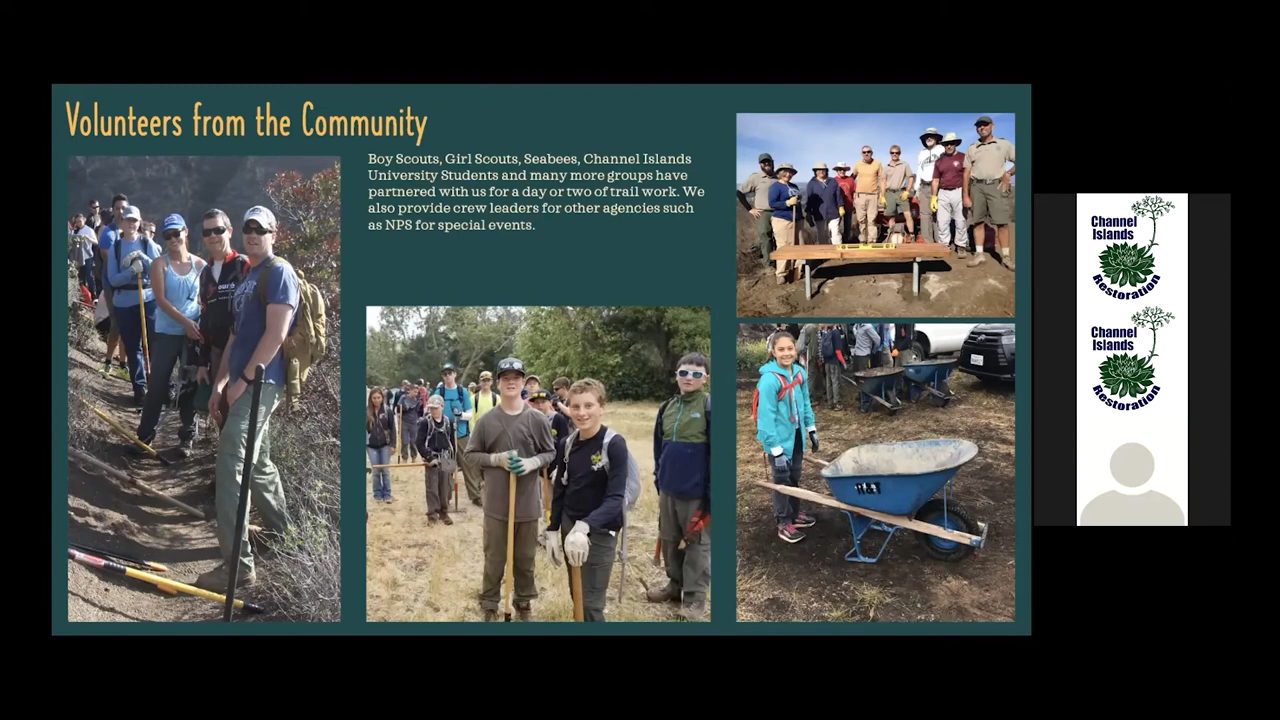 Volunteers from the Community
Boy Scouts, Girl Scouts, Seabees, Channel Islands
University Students and many more groups have
partnered with us for a day or two of trail work. We
also provide crew leaders for other agencies such
as NPS for special events.
R&T
Channel
Islands
Restoration
Channel
Islands
Restoration